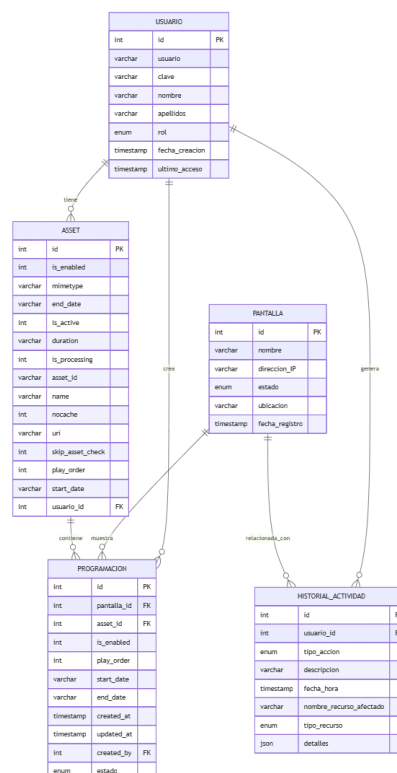 USUARIO
int id PK
varchar usuario
varchar clave
varchar nombre
varchar apellidos
enum rol
timestamp fecha_creacion
timestamp ultimo_acceso
tiene
ASSET
int id PK
int is_enabled
varchar mimetype
varchar end_date
int is_active
varchar duration
int is_processing
varchar asset_id
varchar name
int nocache
varchar uri
int skip_asset_check
int play_order
varchar start_date
int usuario_id FK
PANTALLA
int id PK
varchar nombre
varchar direccion_IP
enum estado
varchar ubicacion
timestamp fecha_registro
crea
genera
contiene
muestra
relacionada_con
PROGRAMACION
int id PK
int pantalla_id FK
int asset_id FK
int is_enabled
int play_order
varchar start_date
varchar end_date
timestamp created_at
timestamp updated_at
int created_by FK
enum estado
HISTORIAL_ACTIVIDAD
int id
int usuario_id
enum tipo_accion
varchar descripcion
timestamp fecha_hora
varchar nombre_recurso_afectado
enum tipo_recurso
json detalles